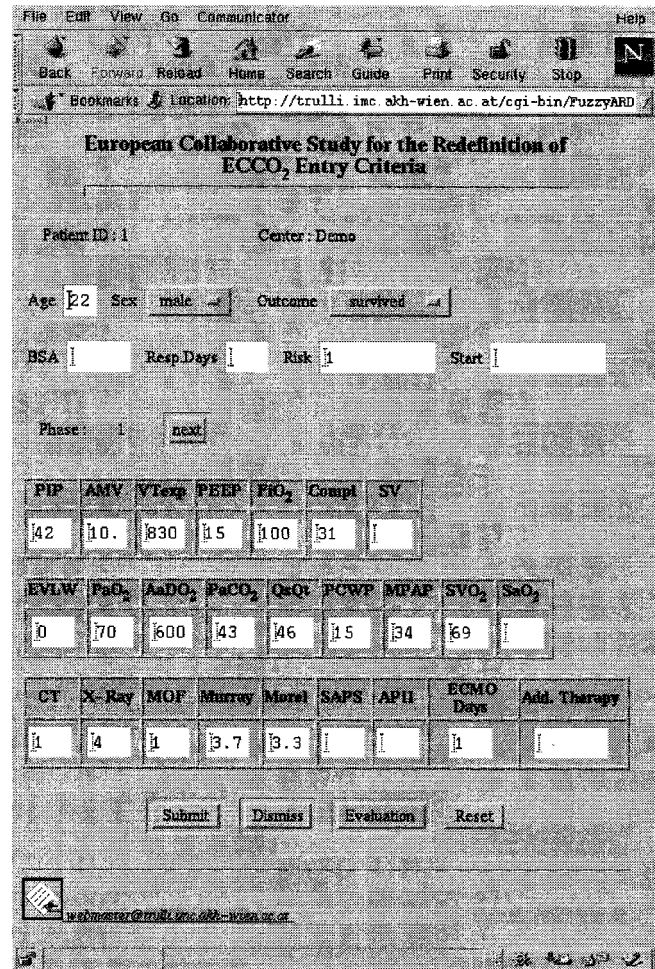 File Edit View Go Communicator Help
Back Forward Reload Home Search Guide Print Security Stop
N
Bookmarks Location: http://trulli.imc.akh-wien.ac.at/cgi-bin/FuzzyARD
European Collaborative Study for the Redefinition of
ECCO2 Entry Criteria
Patient ID : 1 Center : Demo
Age 22 Sex male Outcome survived
BSA Resp.Days Risk 1 Start
Phase : 1 next
PIP AMV VTexp PEEP FiO2 Compl SV
42 10. 830 15 100 31
EVLW PaO2 AaDO2 PaCO2 QsQt PCWP MPAP SVO2 SaO2
0 70 600 43 46 15 34 69
CT X-Ray MOF Murray Morel SAPS APII ECMO Days Add. Therapy
1 4 1 3.7 3.3 1
Submit Dismiss Evaluation Reset
webmaster@trulli.imc.akh-wien.ac.at